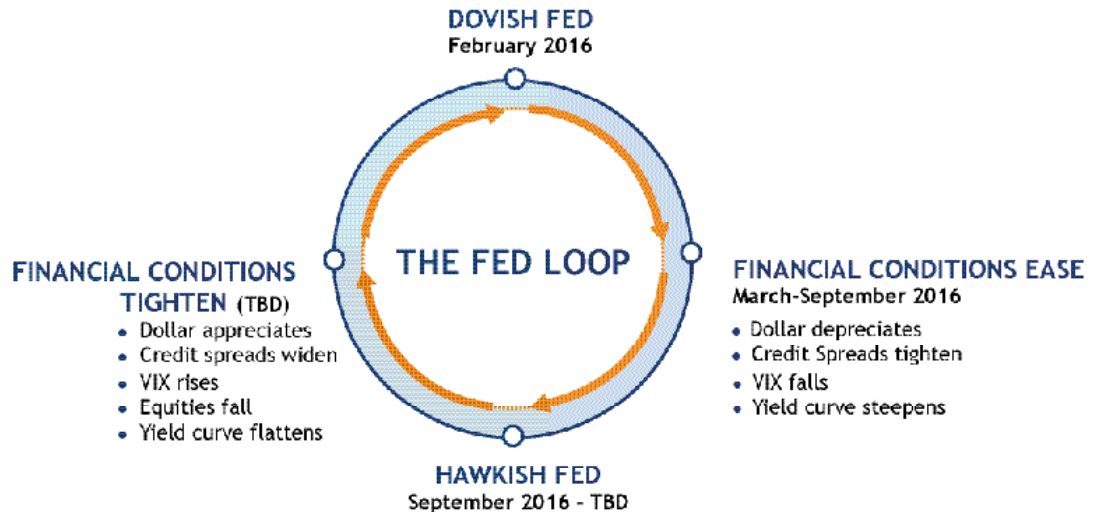 DOVISH FED
February 2016
THE FED LOOP
FINANCIAL CONDITIONS
TIGHTEN (TBD)
• Dollar appreciates
• Credit spreads widen
• VIX rises
• Equities fall
• Yield curve flattens
FINANCIAL CONDITIONS EASE
March-September 2016
• Dollar depreciates
• Credit Spreads tighten
• VIX falls
• Yield curve steepens
HAWKISH FED
September 2016 - TBD